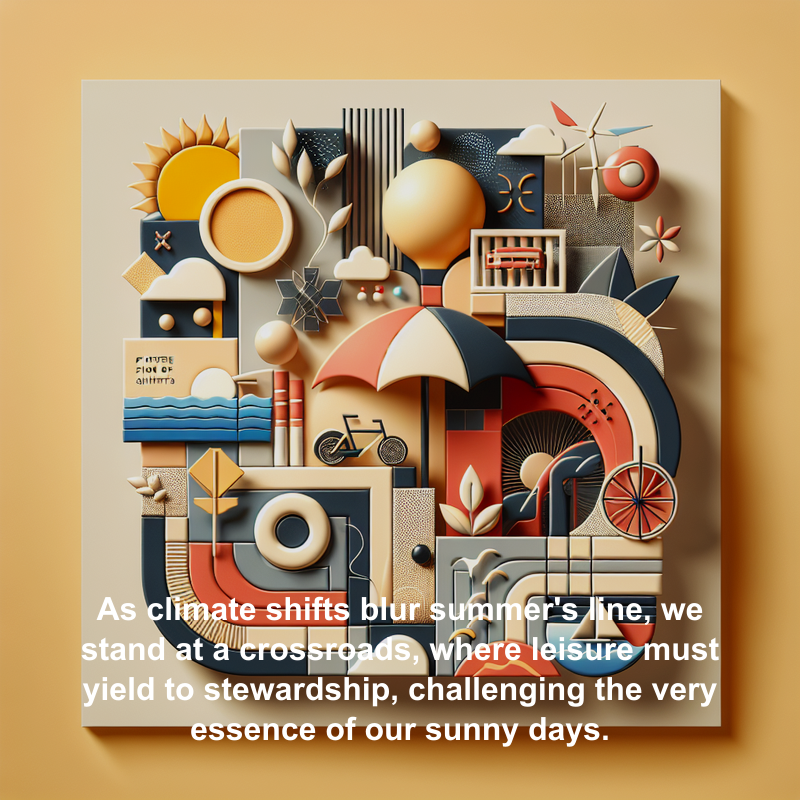 As climate shifts blur summer's line, we
stand at a crossroads, where leisure must
yield to stewardship, challenging the very
essence of our sunny days.